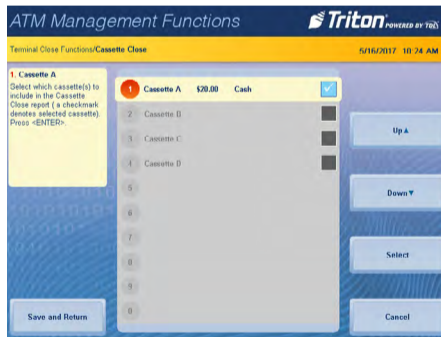 ATM Management Functions
Triton POWERED BY TDL
Terminal Close Functions/Cassette Close
5/16/2017 10:24 AM
1. Cassette A
Select which cassette(s) to
include in the Cassette
Close report ( a checkmark
denotes selected cassette).
Press <ENTER>.
1 Cassette A $20.00 Cash
2 Cassette B
3 Cassette C
4 Cassette D
5
6
7
8
9
0
Up
Down
Select
Save and Return
Cancel